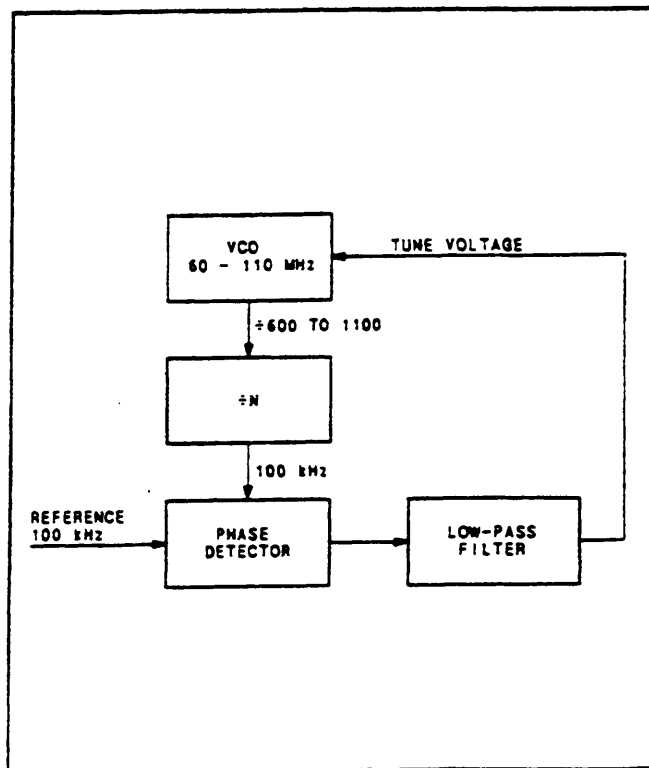 VCO
60 - 110 MHz
TUNE VOLTAGE
÷600 TO 1100
÷N
100 kHz
REFERENCE
100 kHz
PHASE
DETECTOR
LOW-PASS
FILTER